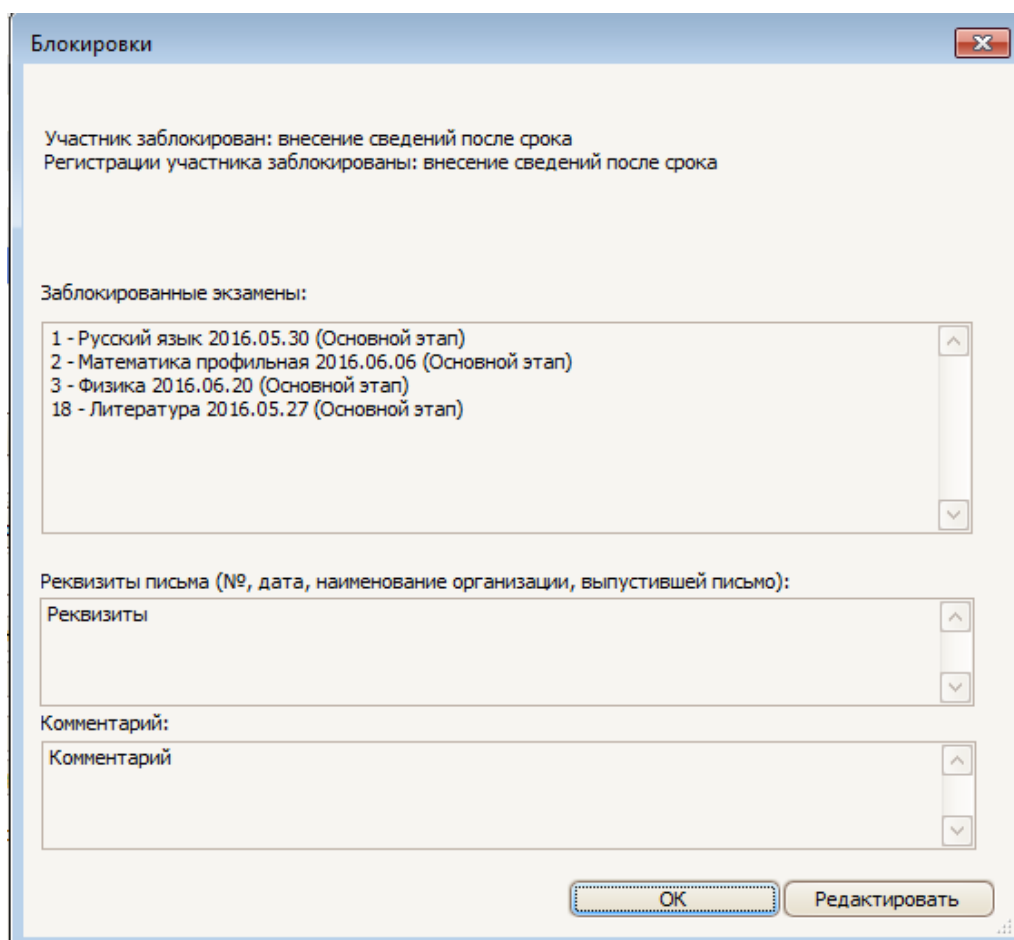 Блокировки
Участник заблокирован: внесение сведений после срока
Регистрации участника заблокированы: внесение сведений после срока
Заблокированные экзамены:
1 - Русский язык 2016.05.30 (Основной этап)
2 - Математика профильная 2016.06.06 (Основной этап)
3 - Физика 2016.06.20 (Основной этап)
18 - Литература 2016.05.27 (Основной этап)
Реквизиты письма (№, дата, наименование организации, выпустившей письмо):
Реквизиты
Комментарий:
Комментарий
ОК Редактировать